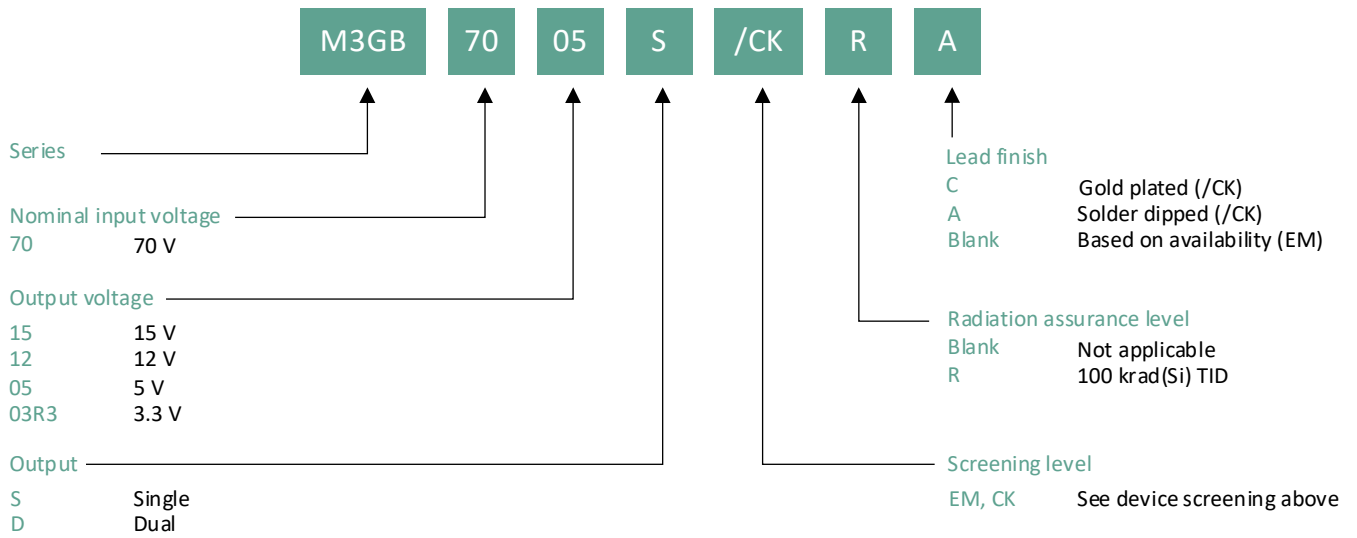 M3GB 70 05 S /CK R A
Series
Nominal input voltage
70 70 V
Output voltage
15 15 V
12 12 V
05 5 V
03R3 3.3 V
Output
S Single
D Dual
Lead finish
C Gold plated (/CK)
A Solder dipped (/CK)
Blank Based on availability (EM)
Radiation assurance level
Blank Not applicable
R 100 krad(Si) TID
Screening level
EM, CK See device screening above